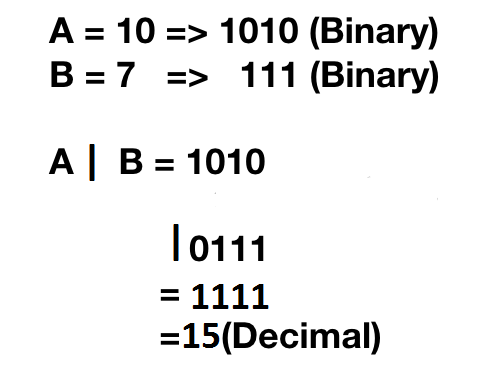 A = 10 => 1010 (Binary)
B = 7 => 111 (Binary)
A | B = 1010
| 0111
= 1111
=15(Decimal)